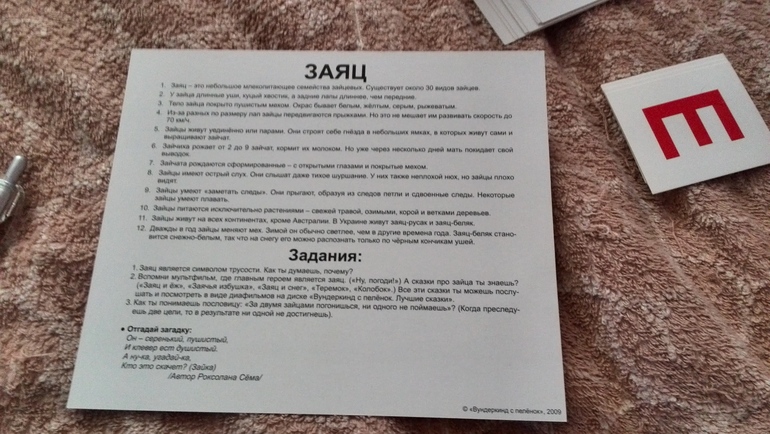 ЗАЯЦ
1. Заяц – это небольшое млекопитающее семейства зайцевых. Существует около 30 видов зайцев.
2. У зайца длинные уши, куцый хвостик, а задние лапы длиннее, чем передние.
3. Тело зайца покрыто пушистым мехом. Окрас бывает белым, жёлтым, серым, рыжеватым.
4. Из-за разных по размеру лап зайцы передвигаются прыжками. Но это не мешает им развивать скорость до
70 км/ч.
5. Зайцы живут уединённо или парами. Они строят себе гнёзда в небольших ямках, в которых живут сами и
выращивают зайчат.
6. Зайчиха рожает от 2 до 9 зайчат, кормит их молоком. Но уже через несколько дней мать покидает свой
выводок.
7. Зайчата рождаются сформированные – с открытыми глазами и покрытые мехом.
8. Зайцы имеют острый слух. Они слышат даже тихое шуршание. У них также неплохой нюх, но зайцы плохо
видят.
9. Зайцы умеют «заметать следы». Они прыгают, образуя из следов петли и сдвоенные следы. Некоторые
зайцы умеют плавать.
10. Зайцы питаются исключительно растениями – свежей травой, озимыми, корой и ветками деревьев.
11. Зайцы живут на всех континентах, кроме Австралии. В Украине живут заяц-русак и заяц-беляк.
12. Дважды в год зайцы меняют мех. Зимой он обычно светлее, чем в другие времена года. Заяц-беляк стано-
вится снежно-белым, так что на снегу его можно распознать только по чёрным кончикам ушей.
Задания:
1. Заяц является символом трусости. Как ты думаешь, почему?
2. Вспомни мультфильм, где главным героем является заяц. («Ну, погоди!») А сказки про зайца ты знаешь?
(«Заяц и ёж», «Заячья избушка», «Заяц и снег», «Теремок», «Колобок».) Все эти сказки ты можешь послу-
шать и посмотреть в виде диафильмов на диске «Вундеркинд с пелёнок. Лучшие сказки».
3. Как ты понимаешь пословицу: «За двумя зайцами погонишься, ни одного не поймаешь»? (Когда преследу-
ешь две цели, то в результате ни одной не достигнешь).
● Отгадай загадку:
Он – серенький, пушистый,
И клевер ест душистый.
А ну-ка, угадай-ка,
Кто это скачет? (Зайка)
/Автор Роксолана Сёма/
© «Вундеркинд с пелёнок», 2009
Е